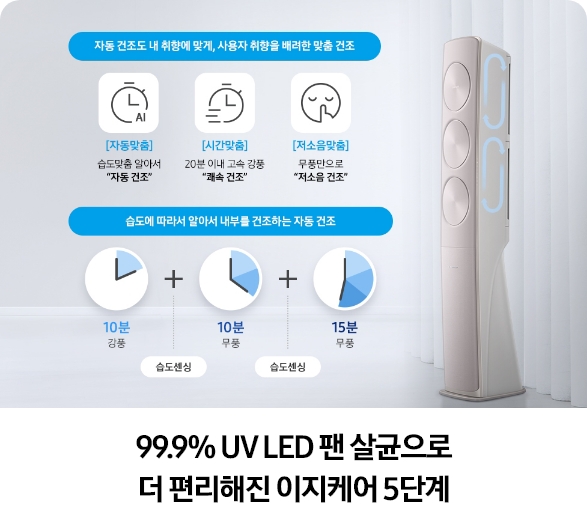 자동 건조도 내 취향에 맞게, 사용자 취향을 배려한 맞춤 건조
AI
[자동맞춤]
습도맞춤 알아서
“자동 건조”
[시간맞춤]
20분 이내 고속 강풍
“쾌속 건조”
[저소음맞춤]
무풍만으로
“저소음 건조”
습도에 따라서 알아서 내부를 건조하는 자동 건조
10분
강풍
+
습도센싱
10분
무풍
+
습도센싱
15분
무풍
99.9% UV LED 팬 살균으로
더 편리해진 이지케어 5단계